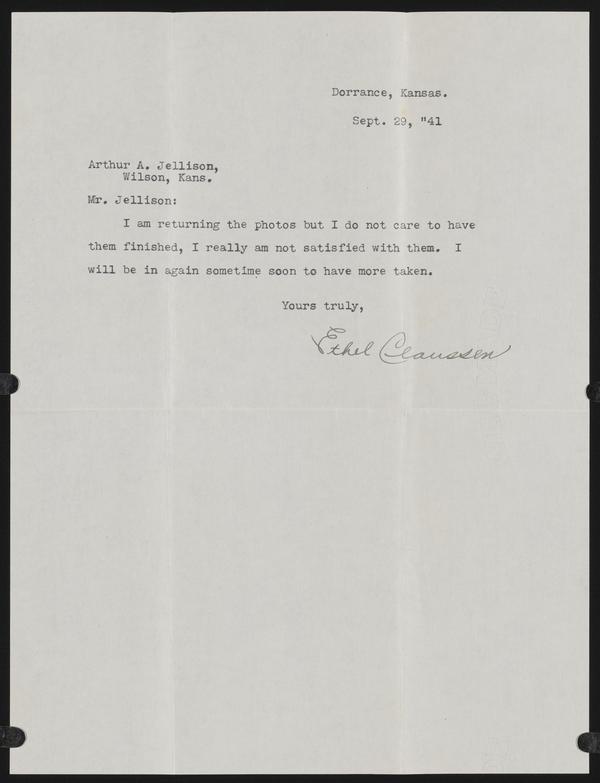 Dorrance, Kansas.
Sept. 29, "41
Arthur A. Jellison,
Wilson, Kans.
Mr. Jellison:
I am returning the photos but I do not care to have
them finished, I really am not satisfied with them. I
will be in again sometime soon to have more taken.
Yours truly,
Ethel Claussen